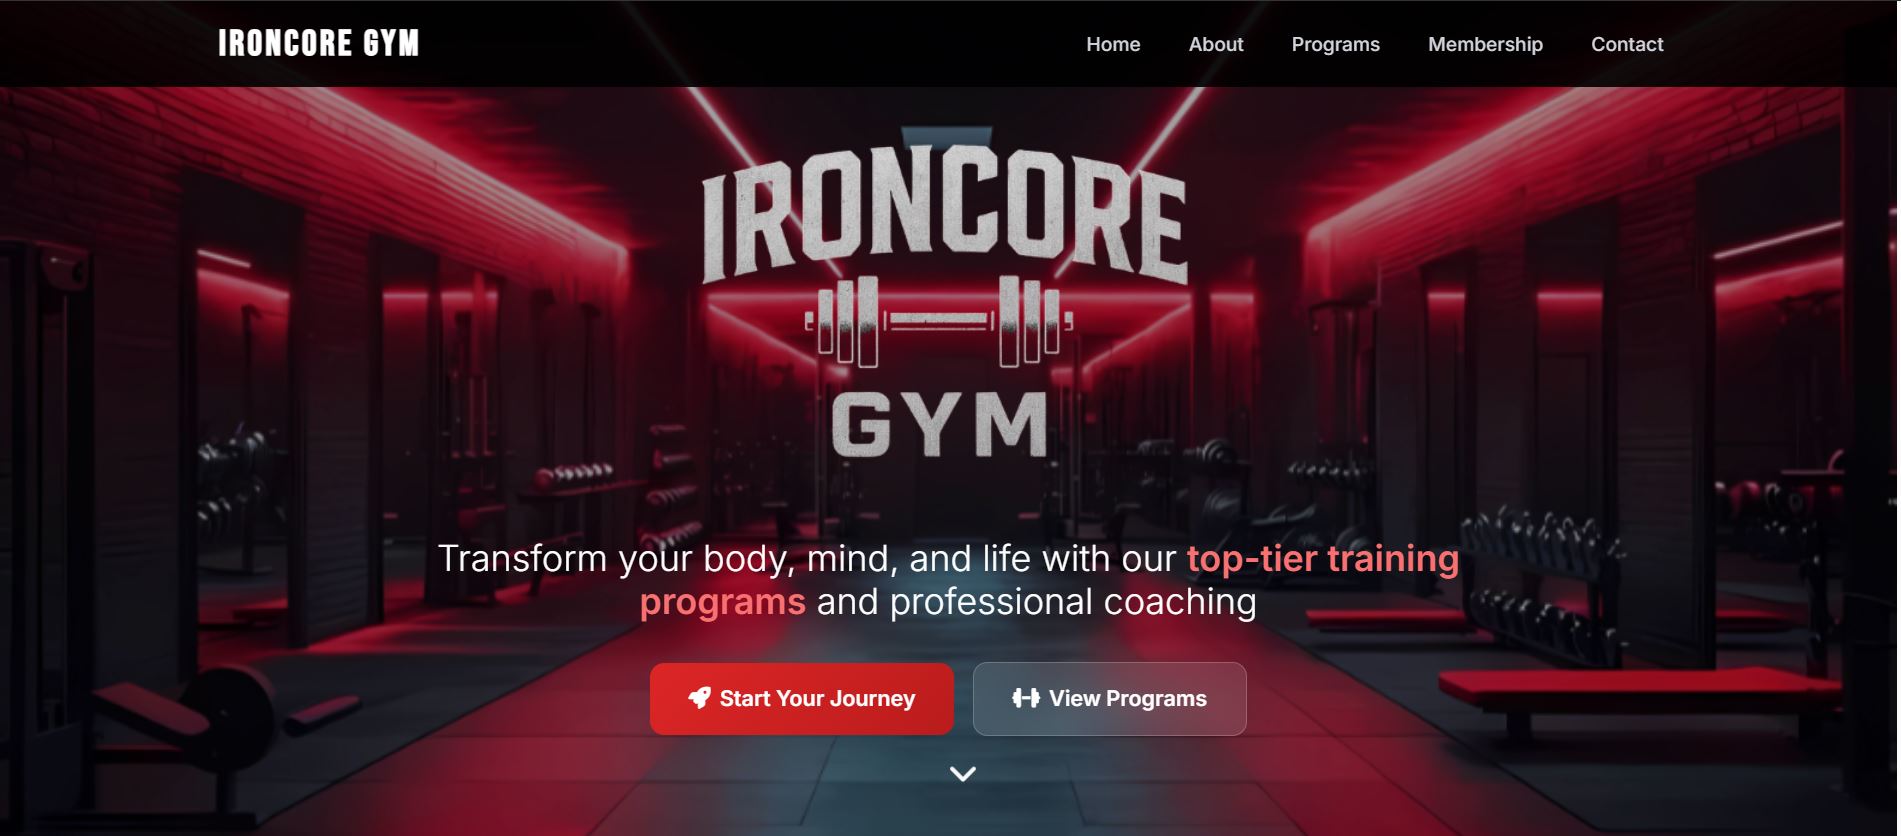 IRONCORE GYM
Home About Programs Membership Contact
IRONCORE
GYM
Transform your body, mind, and life with our top-tier training
programs and professional coaching
Start Your Journey
View Programs